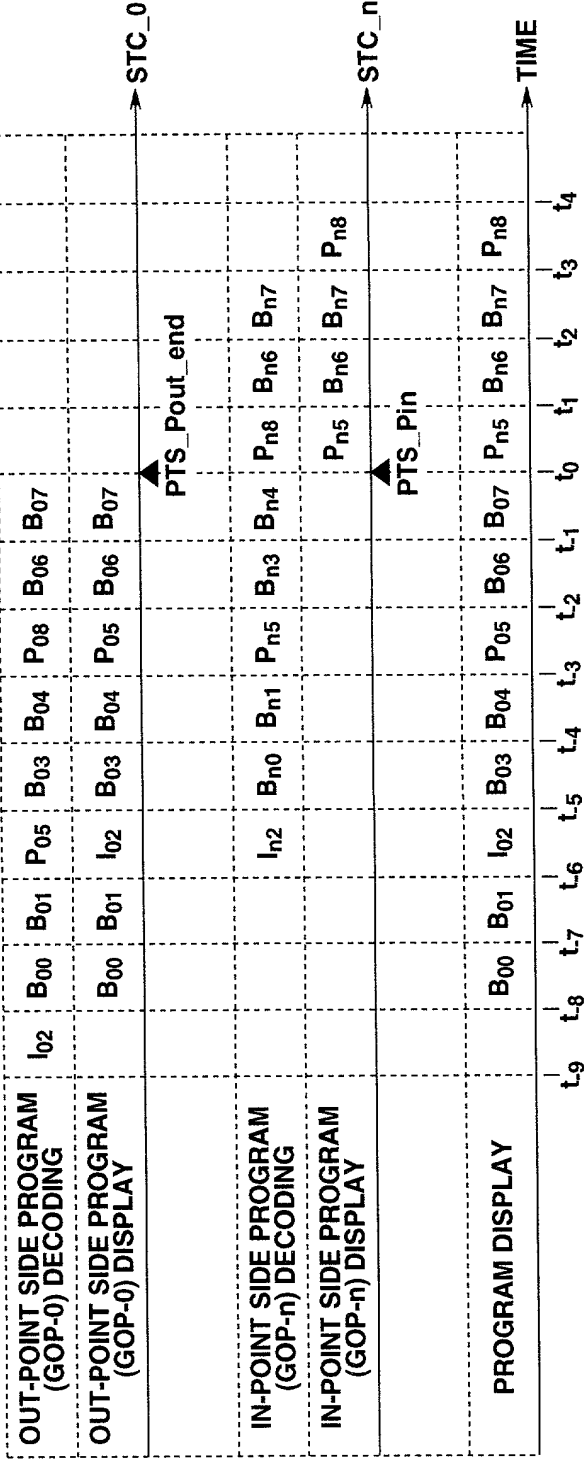 OUT-POINT SIDE PROGRAM
(GOP-0) DECODING
I02 B00 B01 P05 B03 B04 P08 B06 B07
OUT-POINT SIDE PROGRAM
(GOP-0) DISPLAY
B00 B01 I02 B03 B04 P05 B06 B07
STC_0
PTS_Pout_end
IN-POINT SIDE PROGRAM
(GOP-n) DECODING
In2 Bn0 Bn1 Pn5 Bn3 Bn4 Pn8 Bn6 Bn7
IN-POINT SIDE PROGRAM
(GOP-n) DISPLAY
Pn5 Bn6 Bn7 Pn8
STC_n
PTS_Pin
PROGRAM DISPLAY
B00 B01 I02 B03 B04 P05 B06 B07 Pn5 Bn6 Bn7 Pn8
TIME
t-9 t-8 t-7 t-6 t-5 t-4 t-3 t-2 t-1 t0 t1 t2 t3 t4